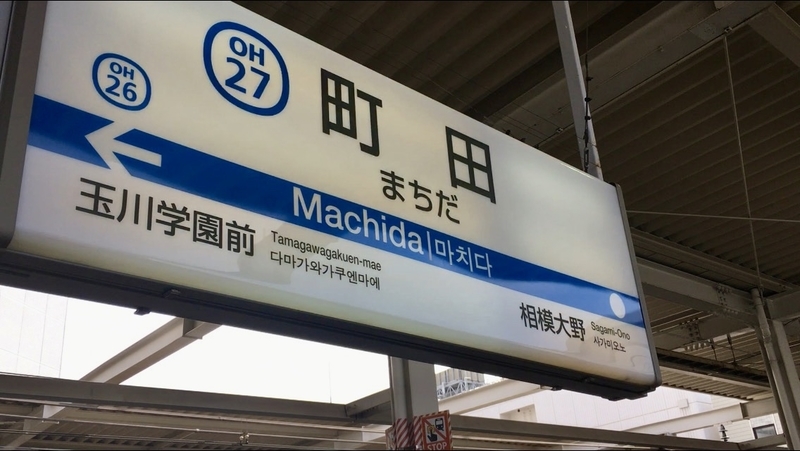 OH
26
OH
27
町田
まちだ
Machida|마치다
玉川学園前
Tamagawagakuen-mae
다마가와가쿠엔마에
相模大野
Sagami-Ono
사가미오노
STOP